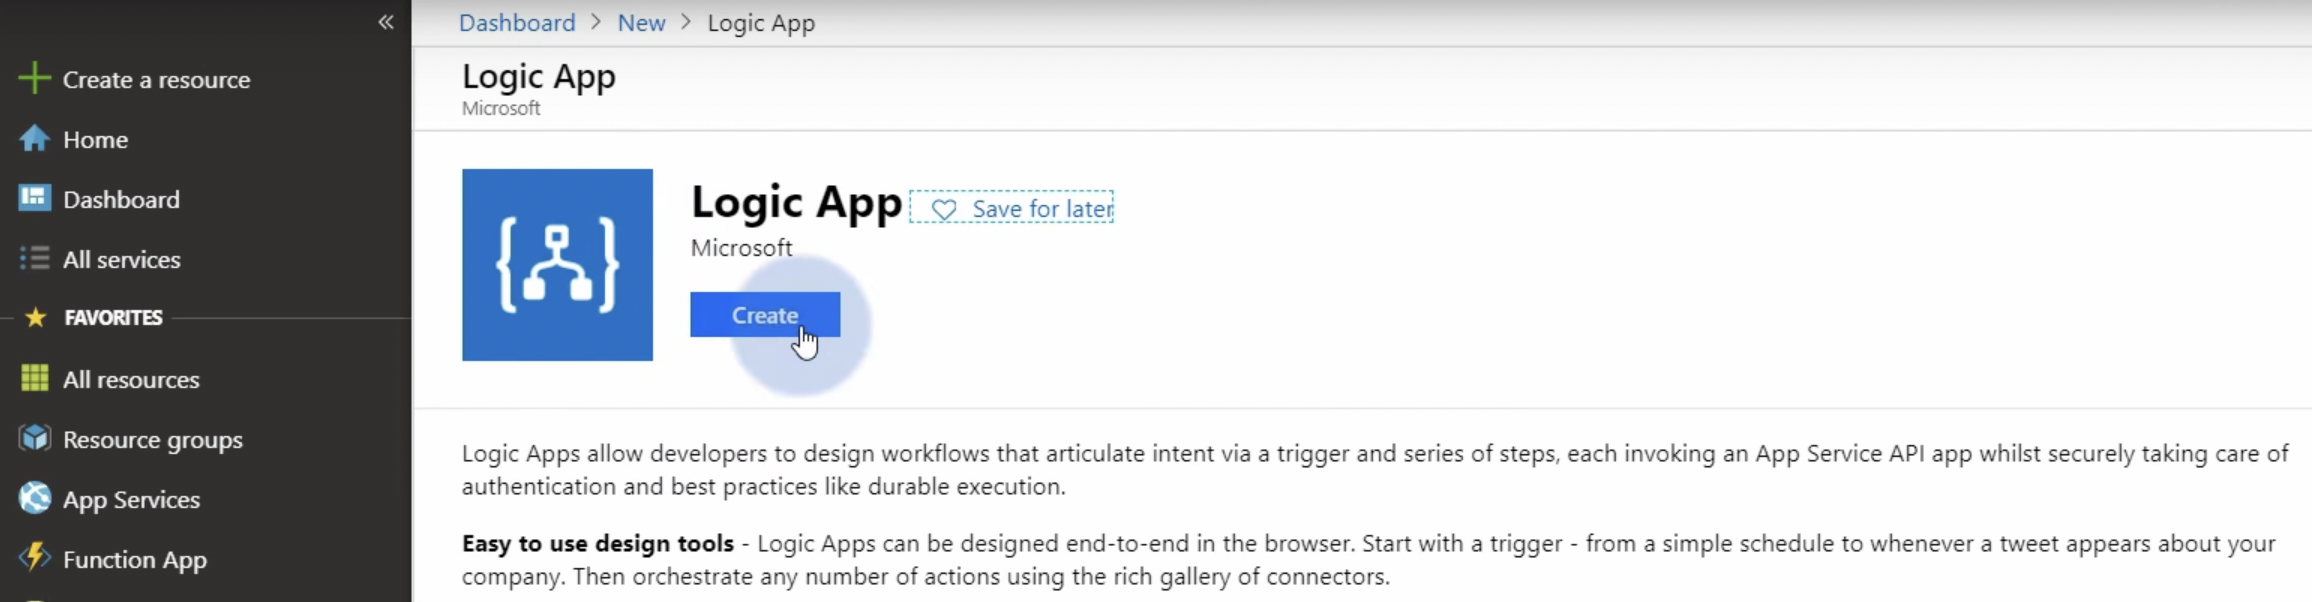 «
Create a resource
Home
Dashboard
All services
FAVORITES
All resources
Resource groups
App Services
Function App
Dashboard > New > Logic App
Logic App
Microsoft
Logic App Save for later
Microsoft
Create
Logic Apps allow developers to design workflows that articulate intent via a trigger and series of steps, each invoking an App Service API app whilst securely taking care of
authentication and best practices like durable execution.
Easy to use design tools - Logic Apps can be designed end-to-end in the browser. Start with a trigger - from a simple schedule to whenever a tweet appears about your
company. Then orchestrate any number of actions using the rich gallery of connectors.